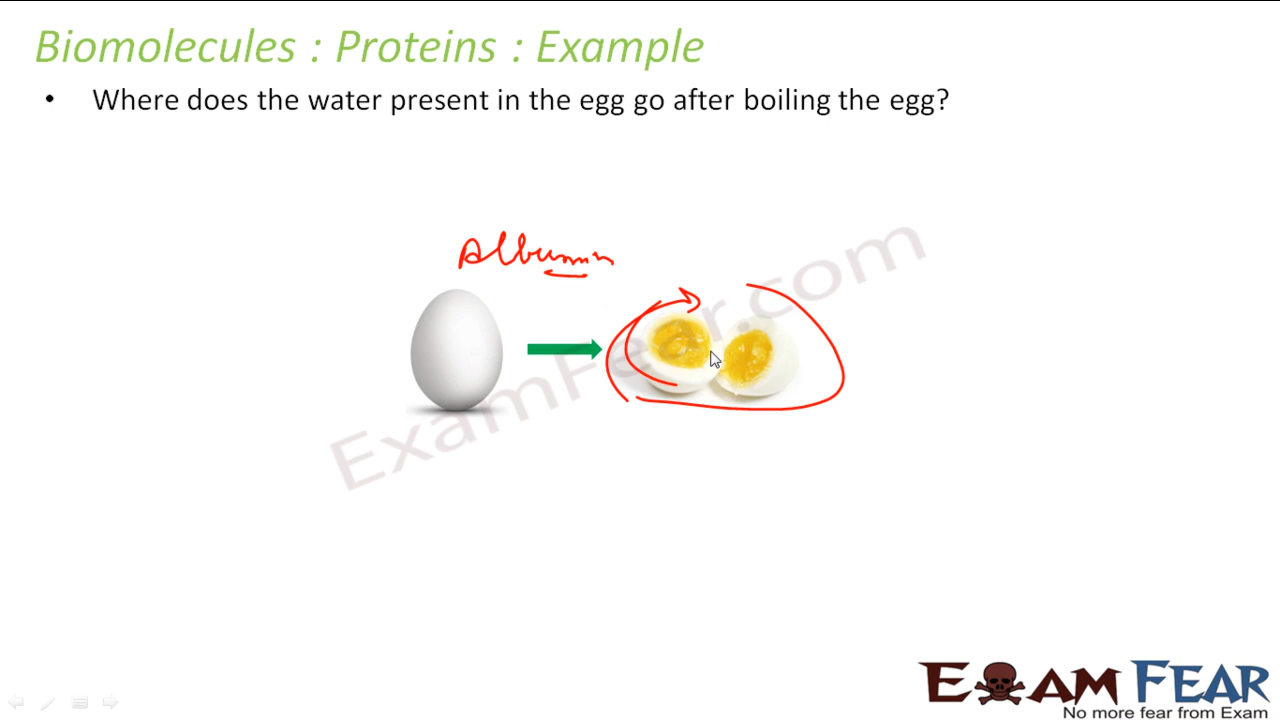 Biomolecules : Proteins : Example
• Where does the water present in the egg go after boiling the egg?
Albumin
ExamFear.com
EXAM FEAR
No more fear from Exam